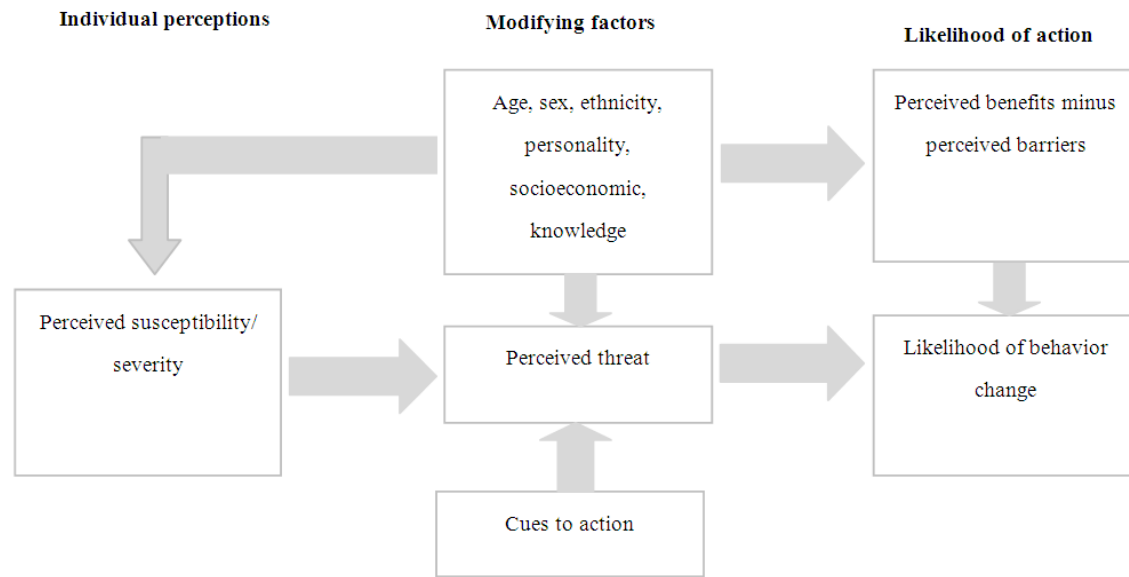 Individual perceptions
Modifying factors
Likelihood of action
Age, sex, ethnicity,
personality,
socioeconomic,
knowledge
Perceived benefits minus
perceived barriers
Perceived susceptibility/
severity
Perceived threat
Likelihood of behavior
change
Cues to action